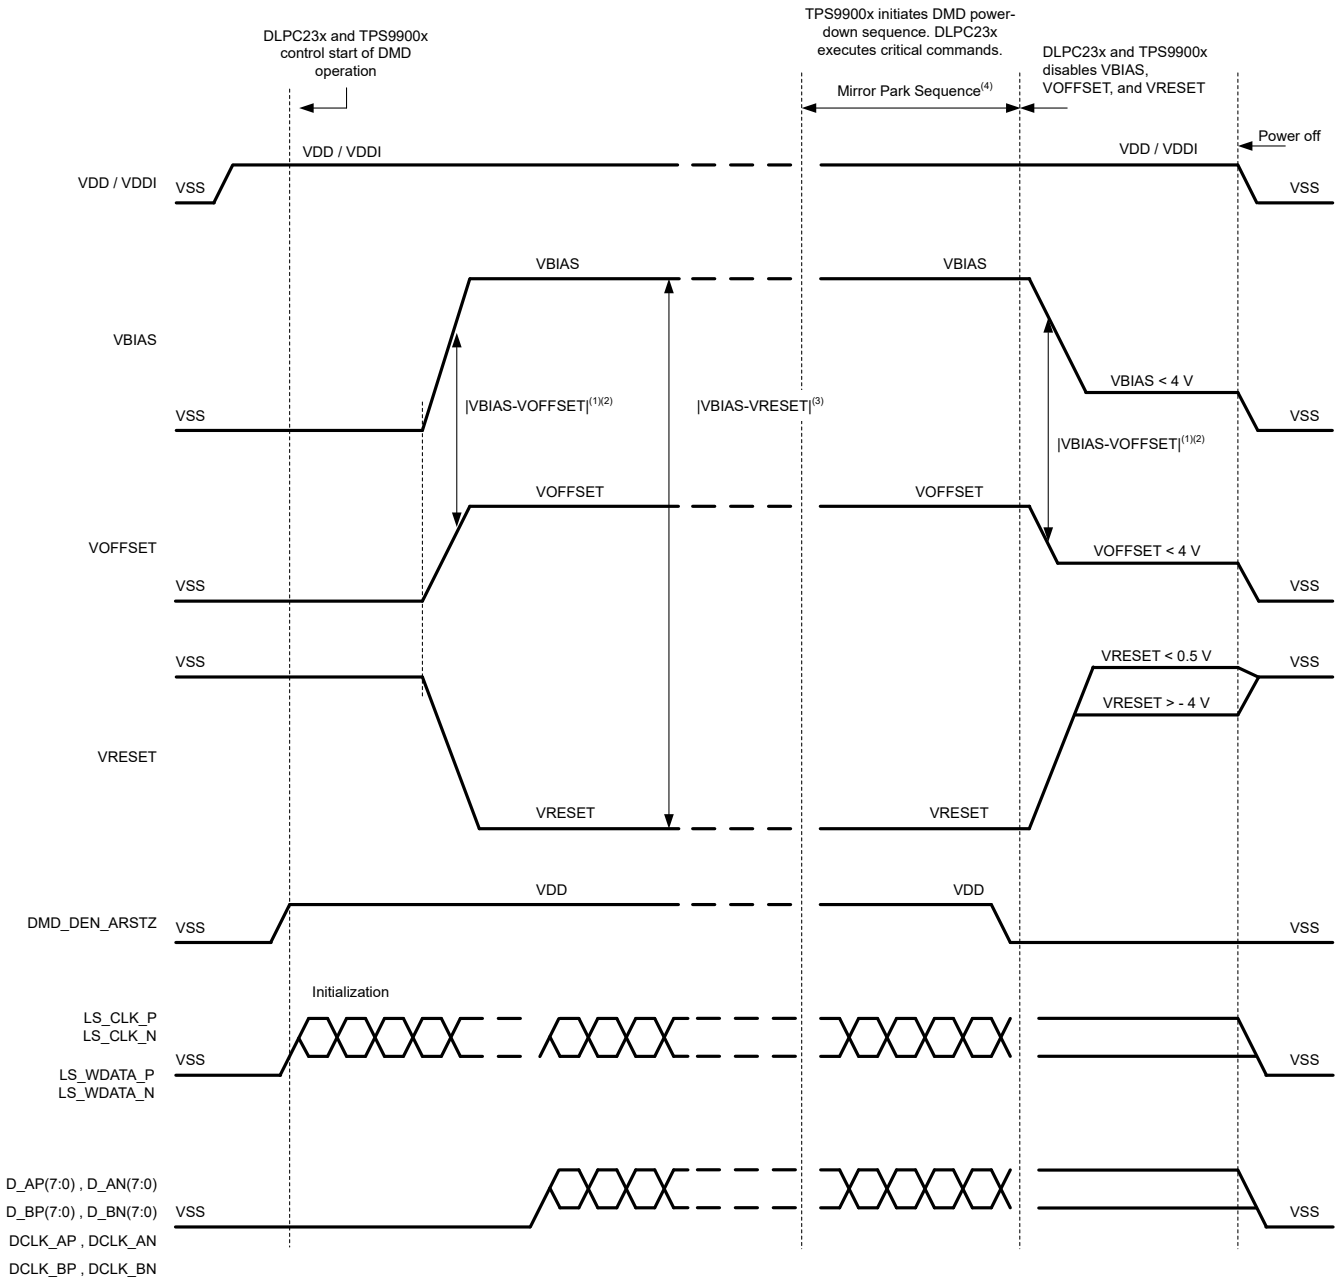 TPS9900x initiates DMD power-
down sequence. DLPC23x
executes critical commands.
DLPC23x and TPS9900x
control start of DMD
operation
DLPC23x and TPS9900x
disables VBIAS,
VOFFSET, and VRESET
Mirror Park Sequence(4)
Power off
VDD / VDDI
VSS
VDD / VDDI
VDD / VDDI
VSS
VBIAS
VBIAS
VBIAS
VBIAS < 4 V
|VBIAS-VOFFSET|(1)(2)
|VBIAS-VRESET|(3)
VSS
VSS
|VBIAS-VOFFSET|(1)(2)
VOFFSET
VOFFSET
VOFFSET
VOFFSET < 4 V
VSS
VSS
VSS
VRESET < 0.5 V
VSS
VRESET > - 4 V
VRESET
VRESET
VRESET
DMD_DEN_ARSTZ
VSS
VDD
VDD
VSS
Initialization
LS_CLK_P
LS_CLK_N
VSS
VSS
LS_WDATA_P
LS_WDATA_N
D_AP(7:0) , D_AN(7:0)
D_BP(7:0) , D_BN(7:0)
VSS
VSS
DCLK_AP , DCLK_AN
DCLK_BP , DCLK_BN